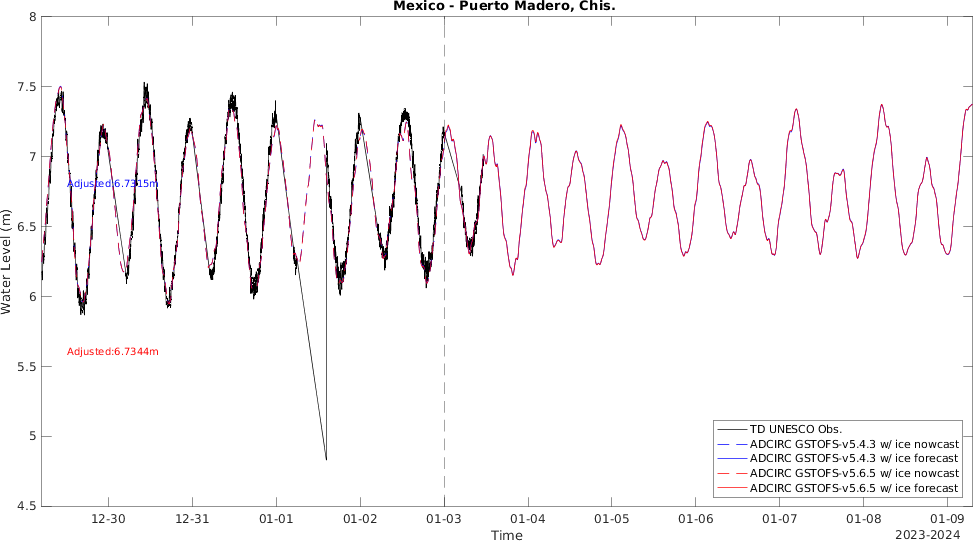 Mexico - Puerto Madero, Chis.
8
7.5
7
6.5
6
5.5
5
4.5
Water Level (m)
Adjusted:6.7315m
Adjusted:6.7344m
TD UNESCO Obs.
ADCIRC GSTOFS-v5.4.3 w/ ice nowcast
ADCIRC GSTOFS-v5.4.3 w/ ice forecast
ADCIRC GSTOFS-v5.6.5 w/ ice nowcast
ADCIRC GSTOFS-v5.6.5 w/ ice forecast
12-30 12-31 01-01 01-02 01-03 01-04 01-05 01-06 01-07 01-08 01-09
Time
2023-2024